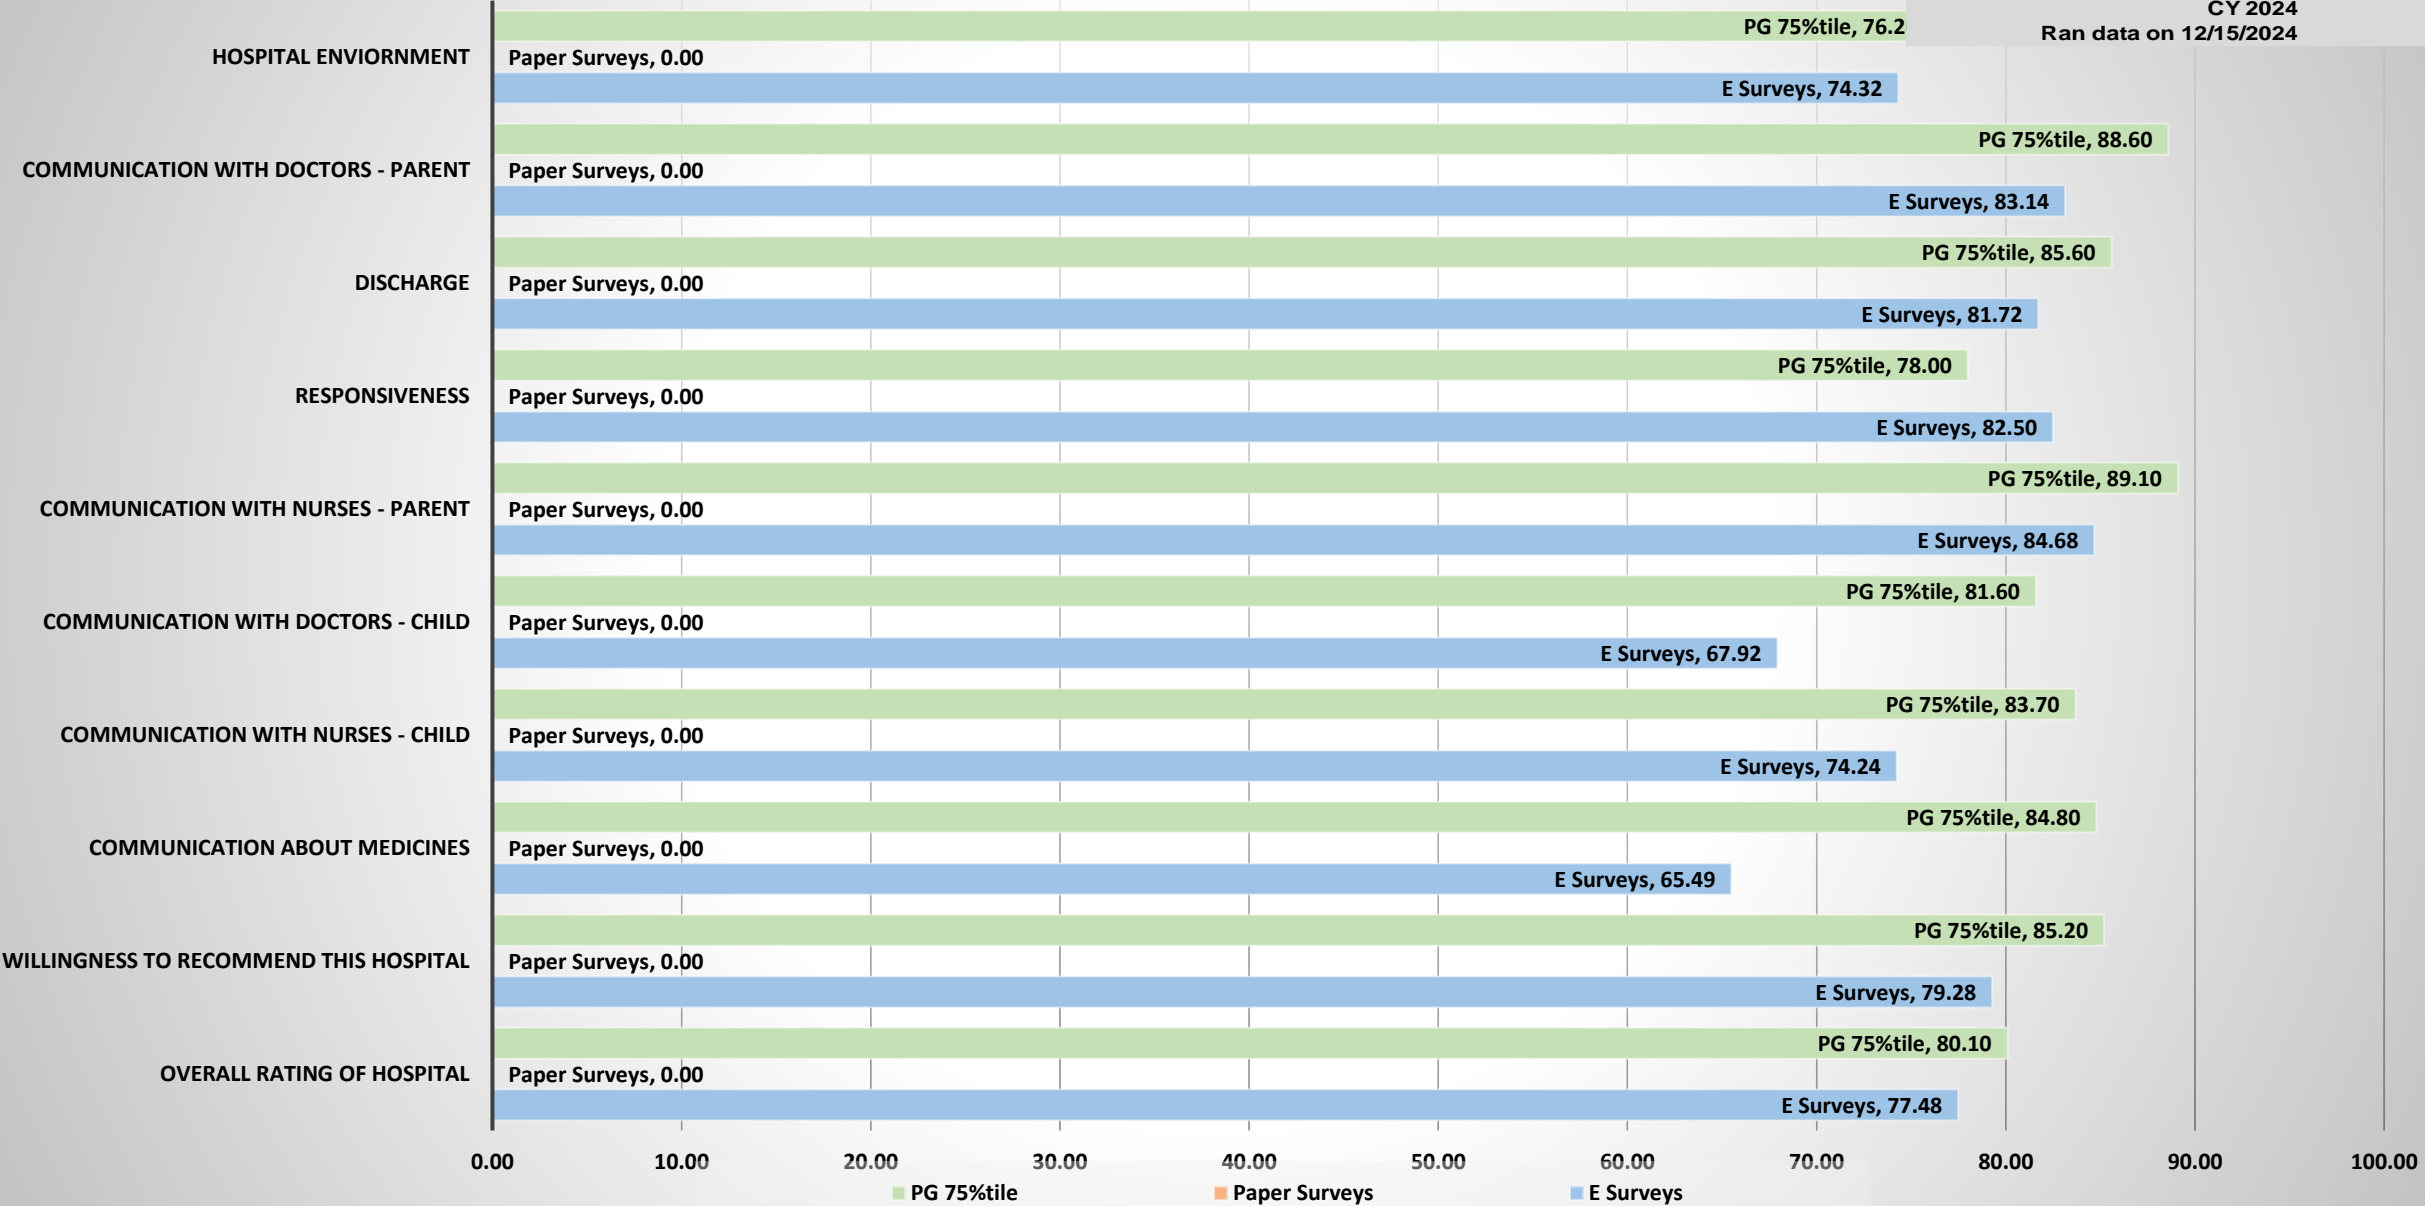 CY 2024
Ran data on 12/15/2024
PG 75%tile, 76.2
HOSPITAL ENVIORNMENT
Paper Surveys, 0.00
E Surveys, 74.32
PG 75%tile, 88.60
COMMUNICATION WITH DOCTORS - PARENT
Paper Surveys, 0.00
E Surveys, 83.14
PG 75%tile, 85.60
DISCHARGE
Paper Surveys, 0.00
E Surveys, 81.72
PG 75%tile, 78.00
RESPONSIVENESS
Paper Surveys, 0.00
E Surveys, 82.50
PG 75%tile, 89.10
COMMUNICATION WITH NURSES - PARENT
Paper Surveys, 0.00
E Surveys, 84.68
PG 75%tile, 81.60
COMMUNICATION WITH DOCTORS - CHILD
Paper Surveys, 0.00
E Surveys, 67.92
PG 75%tile, 83.70
COMMUNICATION WITH NURSES - CHILD
Paper Surveys, 0.00
E Surveys, 74.24
PG 75%tile, 84.80
COMMUNICATION ABOUT MEDICINES
Paper Surveys, 0.00
E Surveys, 65.49
PG 75%tile, 85.20
WILLINGNESS TO RECOMMEND THIS HOSPITAL
Paper Surveys, 0.00
E Surveys, 79.28
PG 75%tile, 80.10
OVERALL RATING OF HOSPITAL
Paper Surveys, 0.00
E Surveys, 77.48
0.00 10.00 20.00 30.00 40.00 50.00 60.00 70.00 80.00 90.00 100.00
PG 75%tile Paper Surveys E Surveys